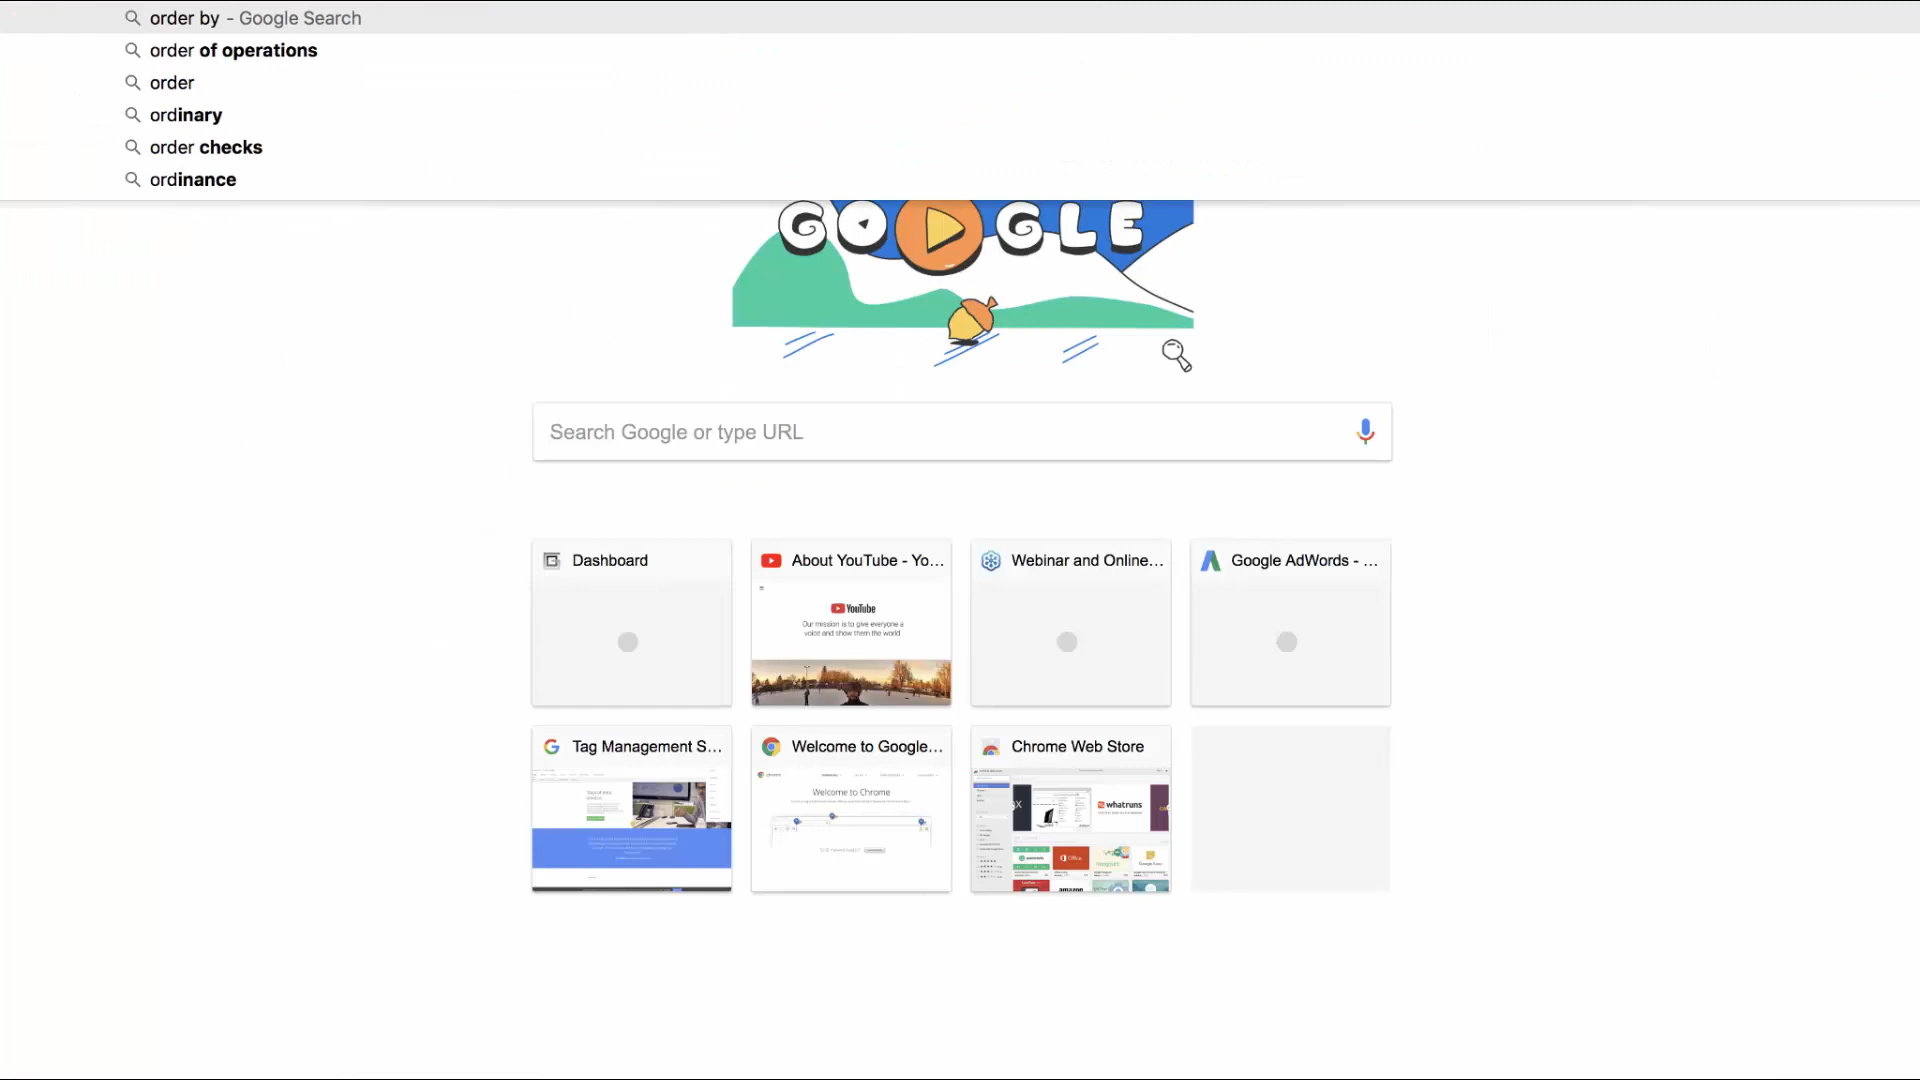 order by - Google Search
order of operations
order
ordinary
order checks
ordinance
GOOGLE
Search Google or type URL
Dashboard
About YouTube - Yo...
Webinar and Online...
Google AdWords - ...
YouTube
Our mission is to give everyone a
voice and show them the world
Tag Management S...
Welcome to Google...
Chrome Web Store
Welcome to Chrome
whatruns
Office
amazon